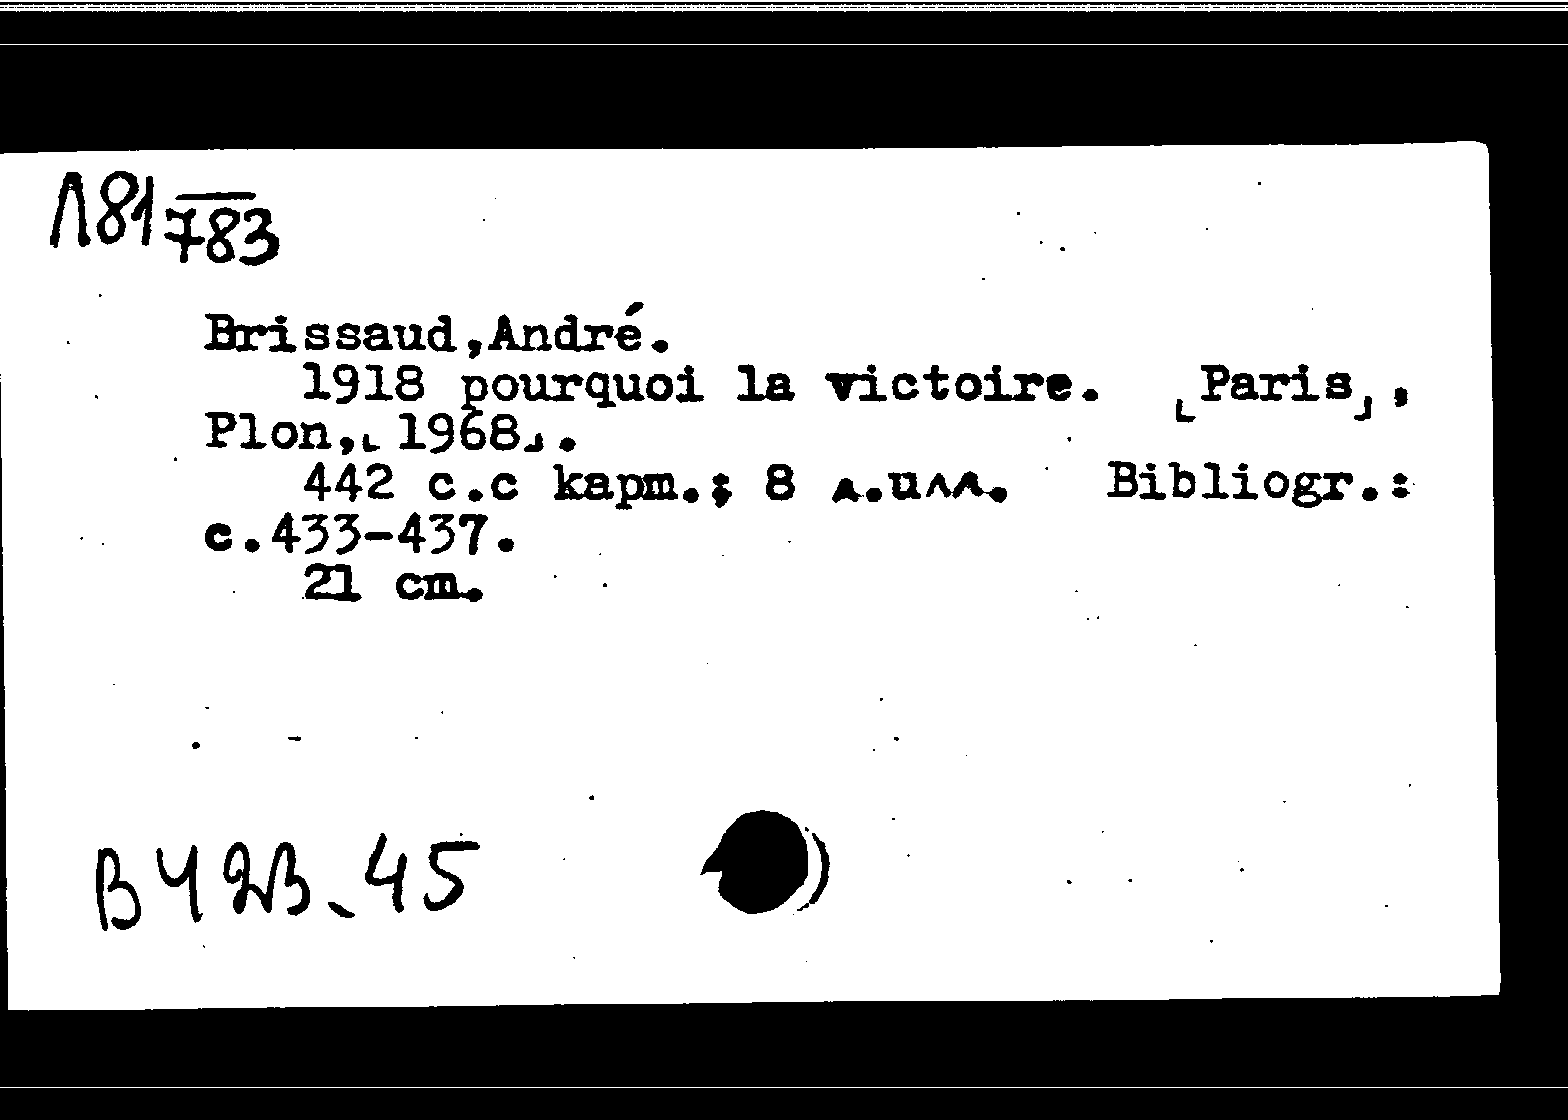 Л81
783
Brissaud, André.
1918 pourquoi la victoire. [Paris],
Plon, [1968].
442 с.с карт.; 8 л.илл. Bibliogr.:
с.433-437.
21 cm.
В Ч 2В. 45